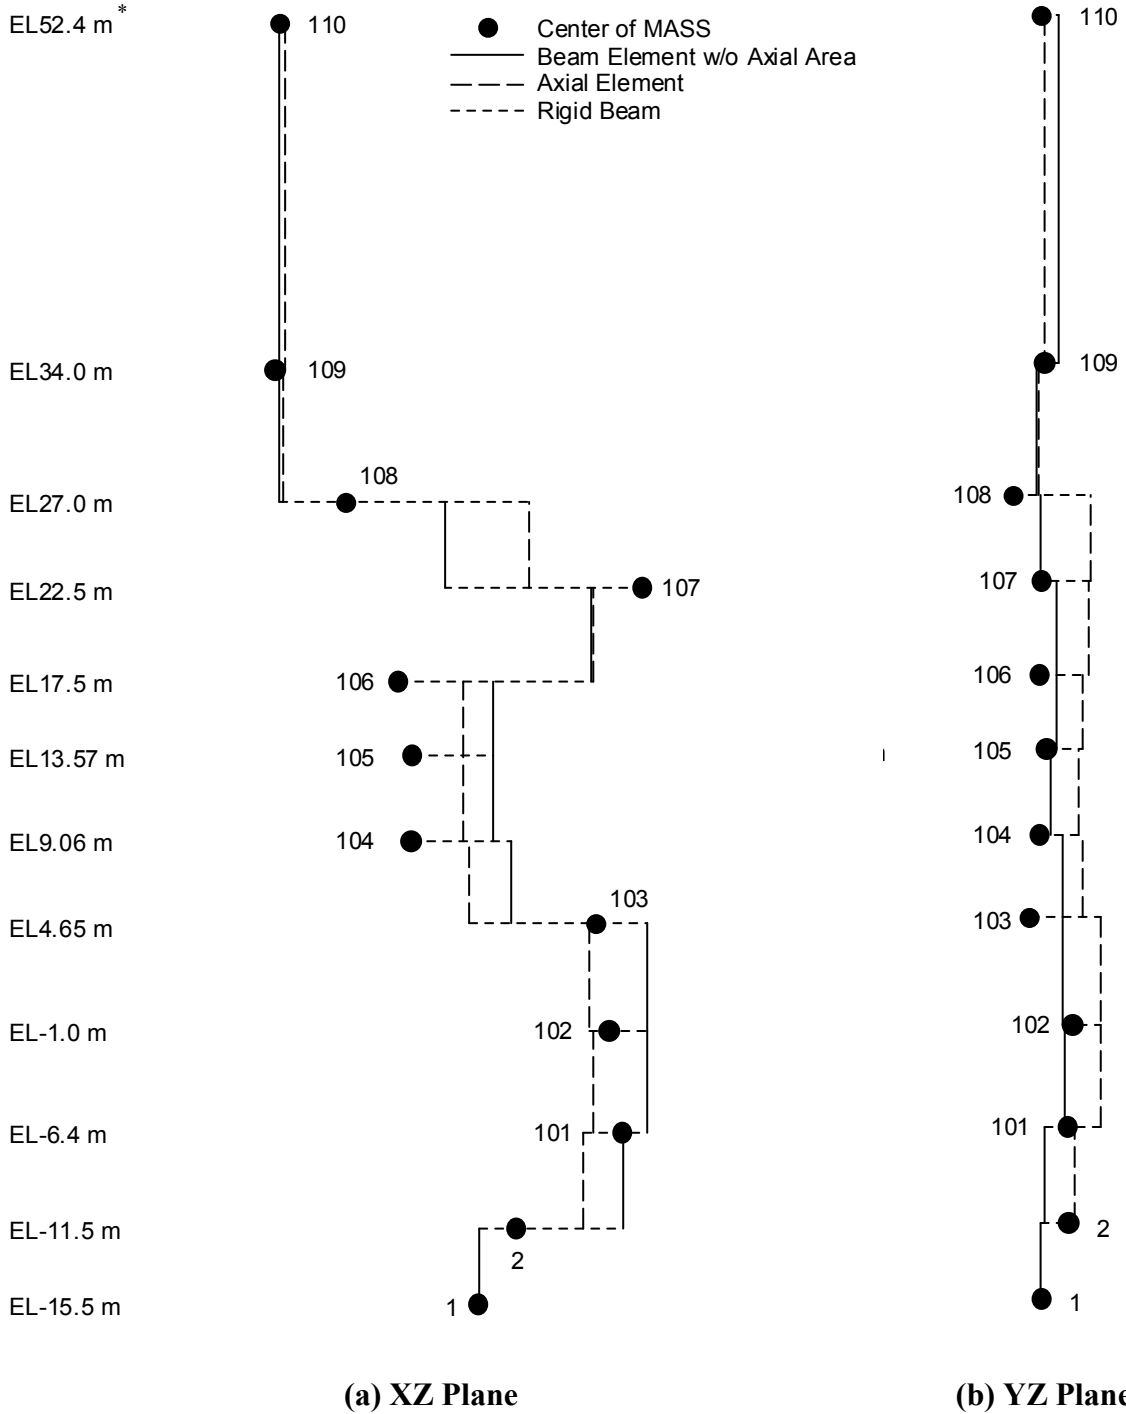 EL52.4 m*
110
Center of MASS
Beam Element w/o Axial Area
Axial Element
Rigid Beam
110
EL34.0 m
109
109
108
EL27.0 m
108
EL22.5 m
107
107
EL17.5 m
106
106
EL13.57 m
105
105
EL9.06 m
104
104
103
EL4.65 m
103
EL-1.0 m
102
102
EL-6.4 m
101
101
EL-11.5 m
2
2
EL-15.5 m
1
1
(a) XZ Plane
(b) YZ Plane